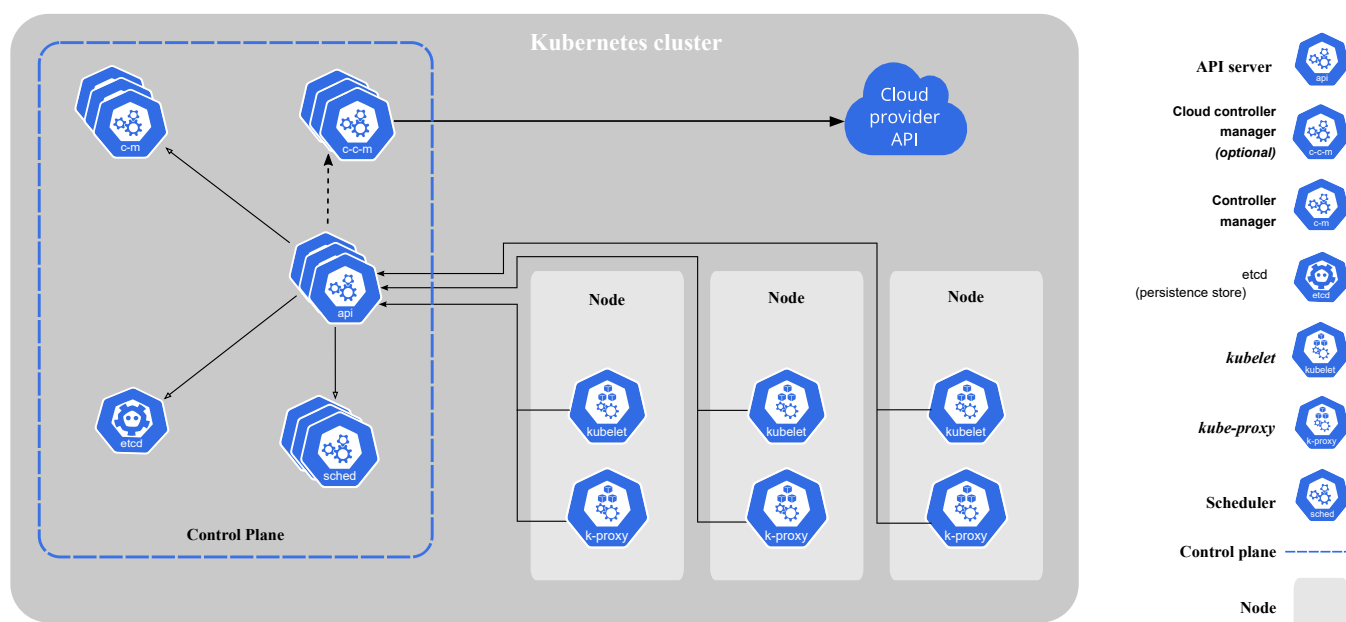 Kubernetes cluster
c-m
c-c-m
Cloud
provider
API
api
etcd
sched
Control Plane
Node
Node
Node
kubelet
kubelet
kubelet
k-proxy
k-proxy
k-proxy
API server
api
Cloud controller
manager
(optional)
c-c-m
Controller
manager
c-m
etcd
(persistence store)
etcd
kubelet
kubelet
kube-proxy
k-proxy
Scheduler
sched
Control plane
Node